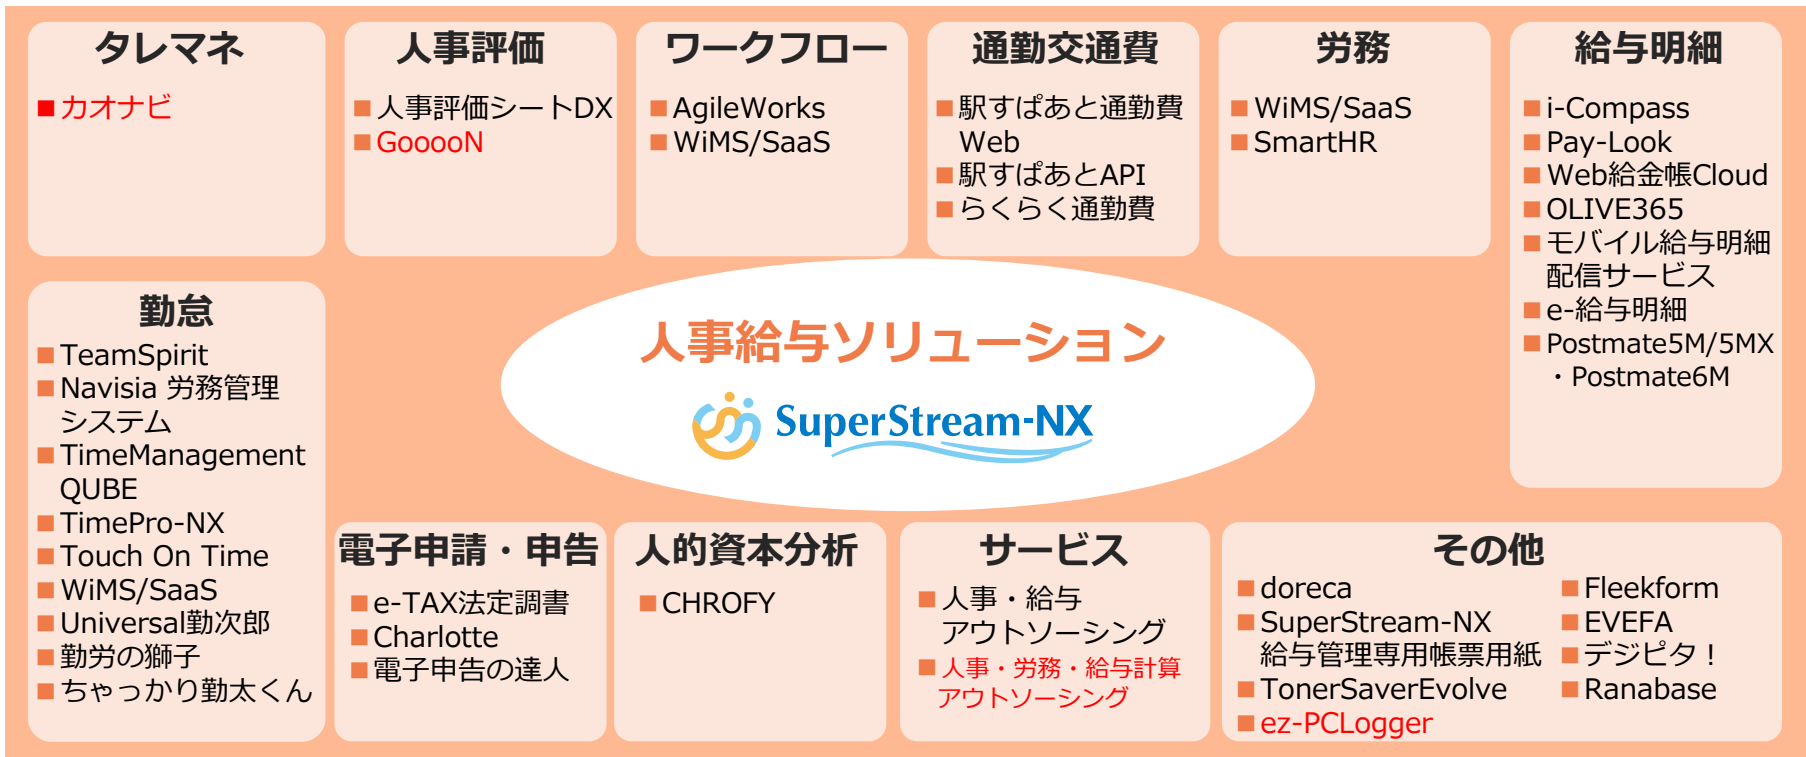 タレマネ
■カオナビ
人事評価
■人事評価シートDX
■GooooN
ワークフロー
■AgileWorks
■WiMS/SaaS
通勤交通費
■駅すぱあと通勤費
Web
■駅すぱあとAPI
■らくらく通勤費
労務
■WiMS/SaaS
■SmartHR
給与明細
■i-Compass
■Pay-Look
■Web給金帳Cloud
■OLIVE365
■モバイル給与明細
配信サービス
■e-給与明細
■Postmate5M/5MX
・Postmate6M
人事給与ソリューション
SuperStream-NX
勤怠
■TeamSpirit
■Navisia 労務管理
システム
■TimeManagement
QUBE
■TimePro-NX
■Touch On Time
■WiMS/SaaS
■Universal勤次郎
■勤労の獅子
■ちゃっかり勤太くん
電子申請・申告
■e-TAX法定調書
■Charlotte
■電子申告の達人
人的資本分析
■CHROFY
サービス
■人事・給与
アウトソーシング
■人事・労務・給与計算
アウトソーシング
その他
■doreca
■SuperStream-NX
給与管理専用帳票用紙
■TonerSaverEvolve
■ez-PCLogger
■Fleekform
■EVEFA
■デジピタ！
■Ranabase